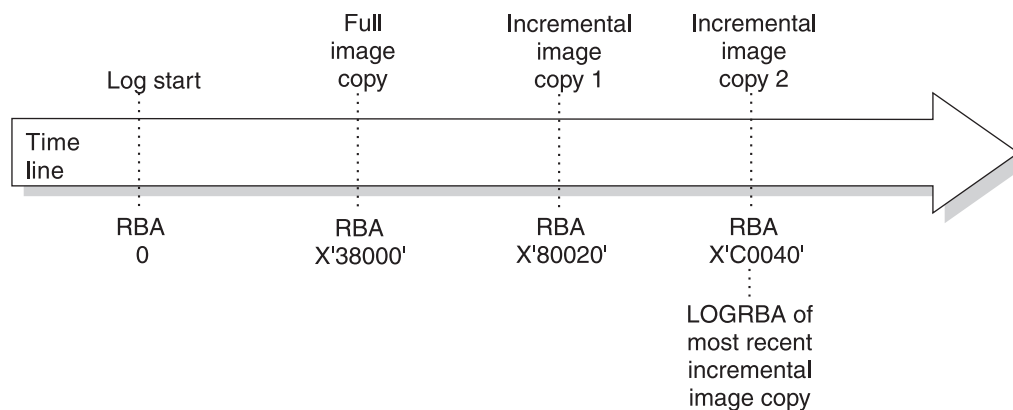 Log start
Full
image
copy
Incremental
image
copy 1
Incremental
image
copy 2
Time
line
RBA
0
RBA
X'38000'
RBA
X'80020'
RBA
X'C0040'
LOGRBA of
most recent
incremental
image copy